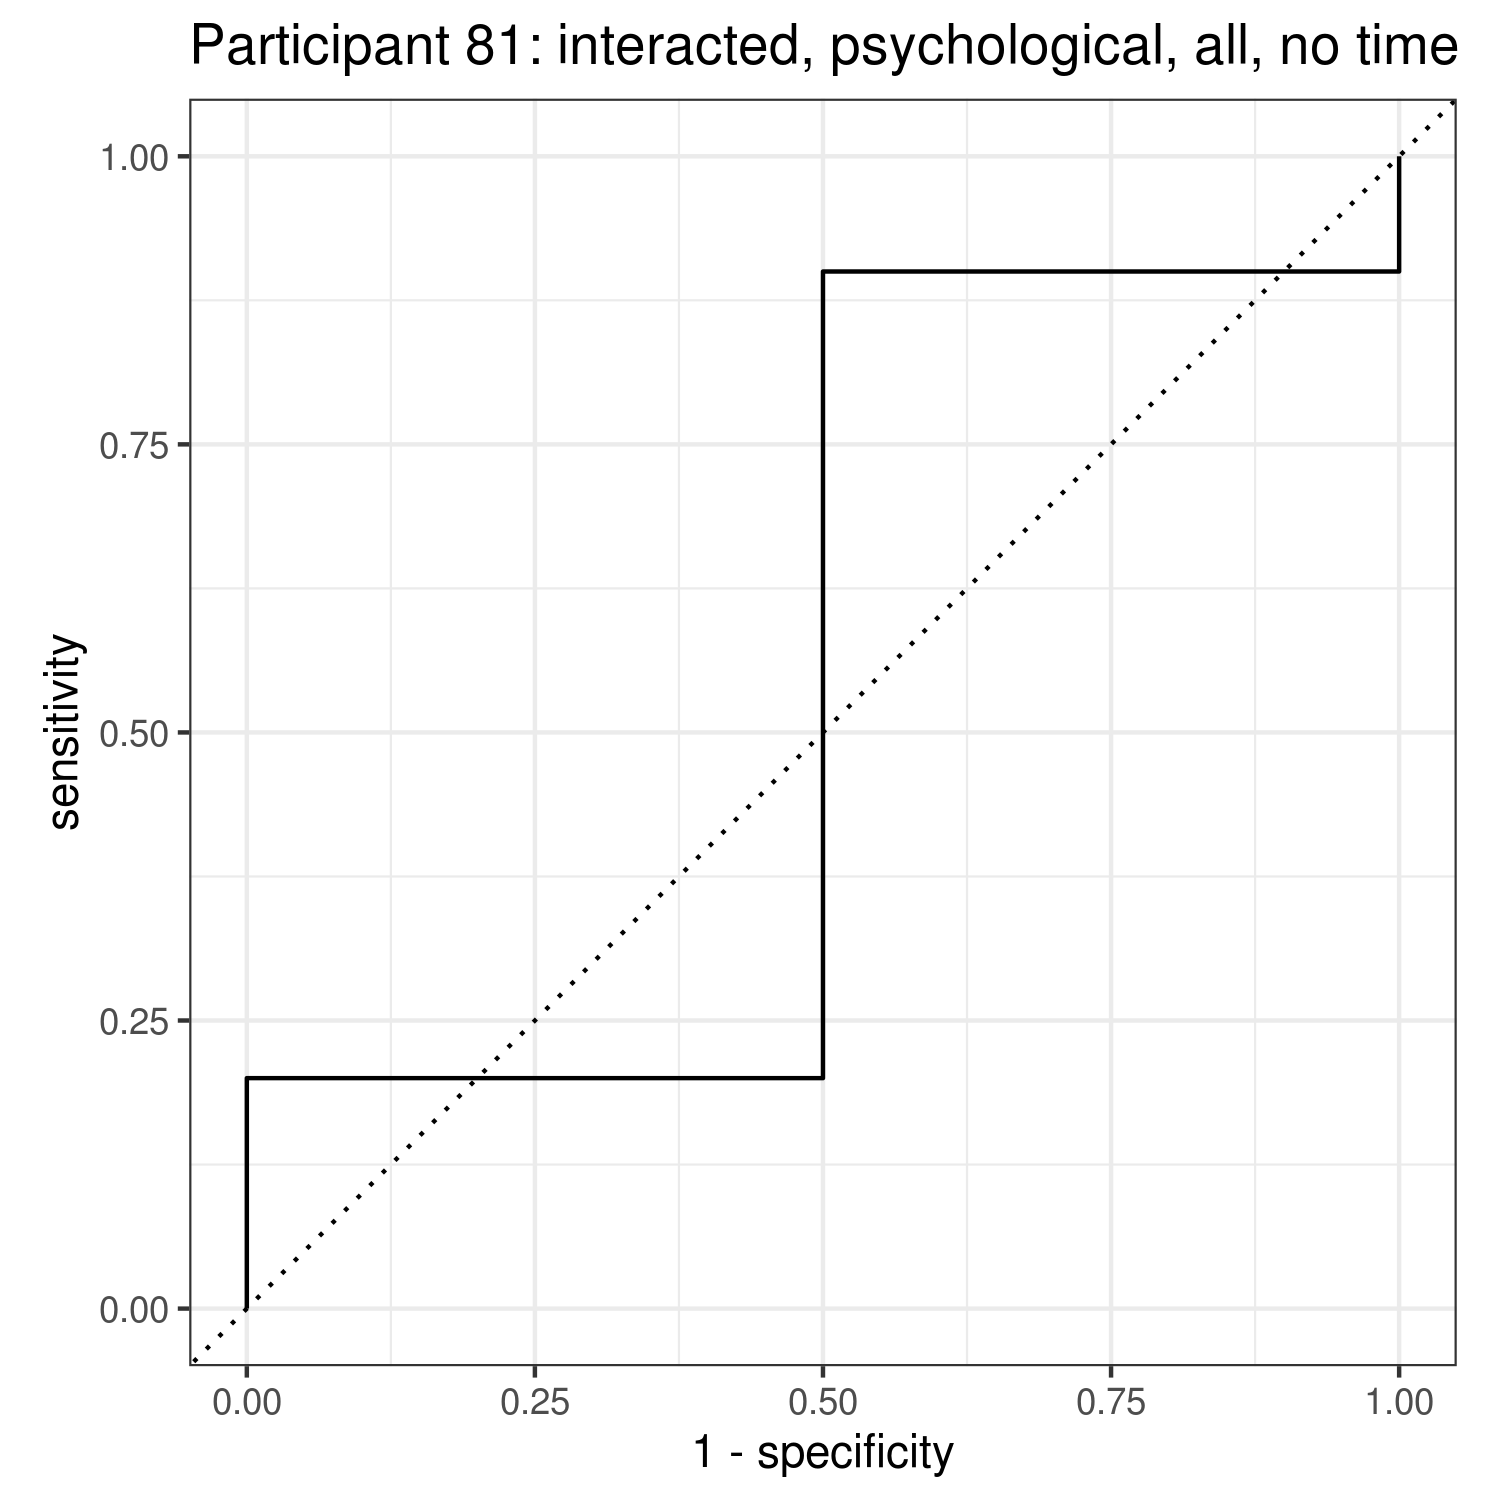 Participant 81: interacted, psychological, all, no time
1.00
0.75
0.50
0.25
0.00
sensitivity
0.00 0.25 0.50 0.75 1.00
1 - specificity